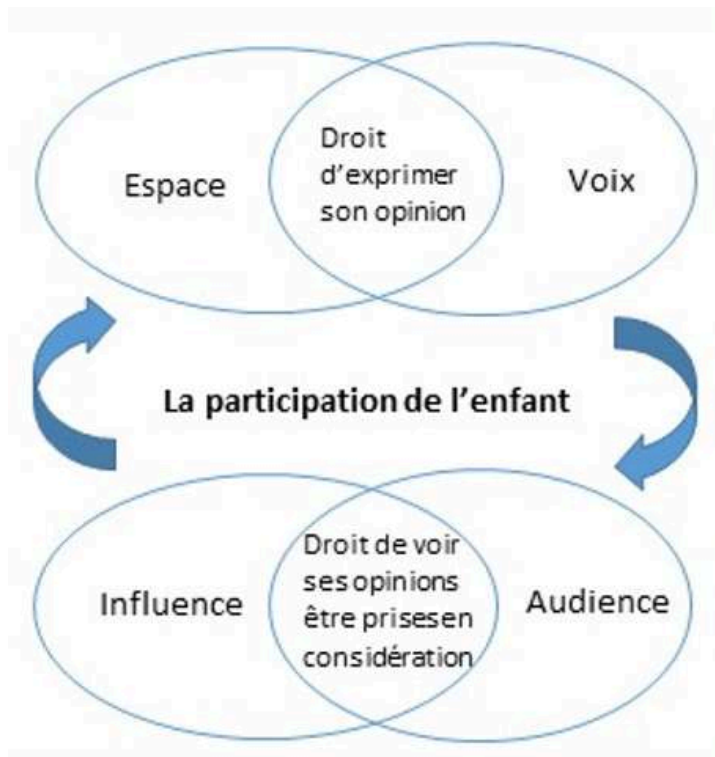 Espace
Droit
d'exprimer
son opinion
Voix
La participation de l'enfant
Influence
Droit de voir
ses opinions
être prisesen
considération
Audience